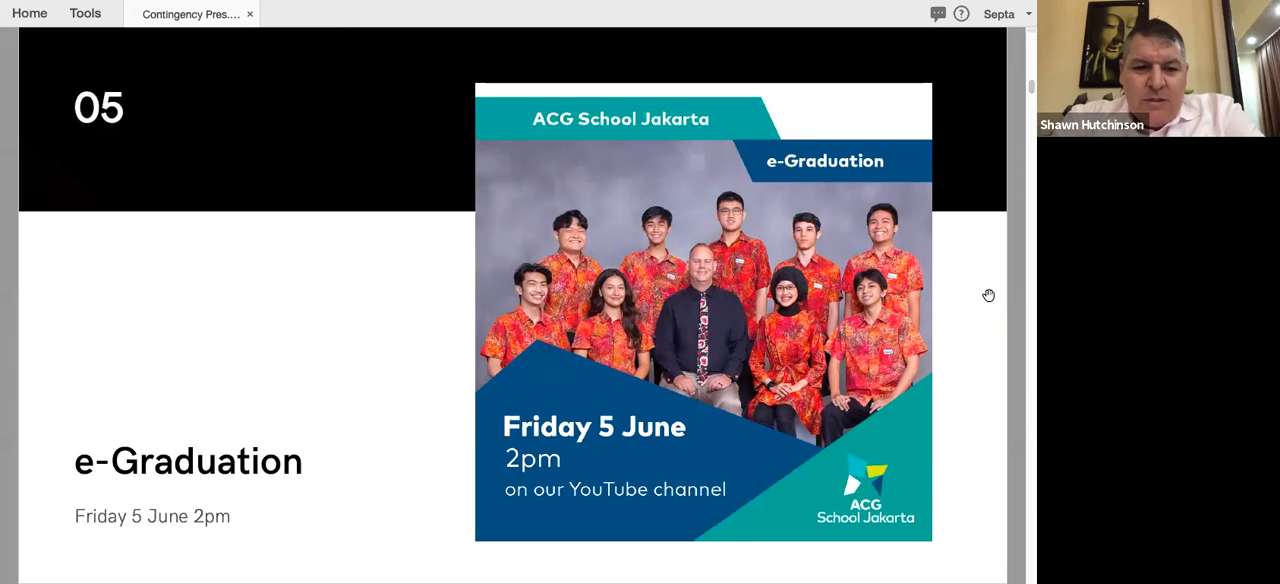 Home
Tools
Contingency Pres.... ×
Septa
05
ACG School Jakarta
e-Graduation
Friday 5 June
2pm
on our YouTube channel
ACG
School Jakarta
e-Graduation
Friday 5 June 2pm
Shawn Hutchinson